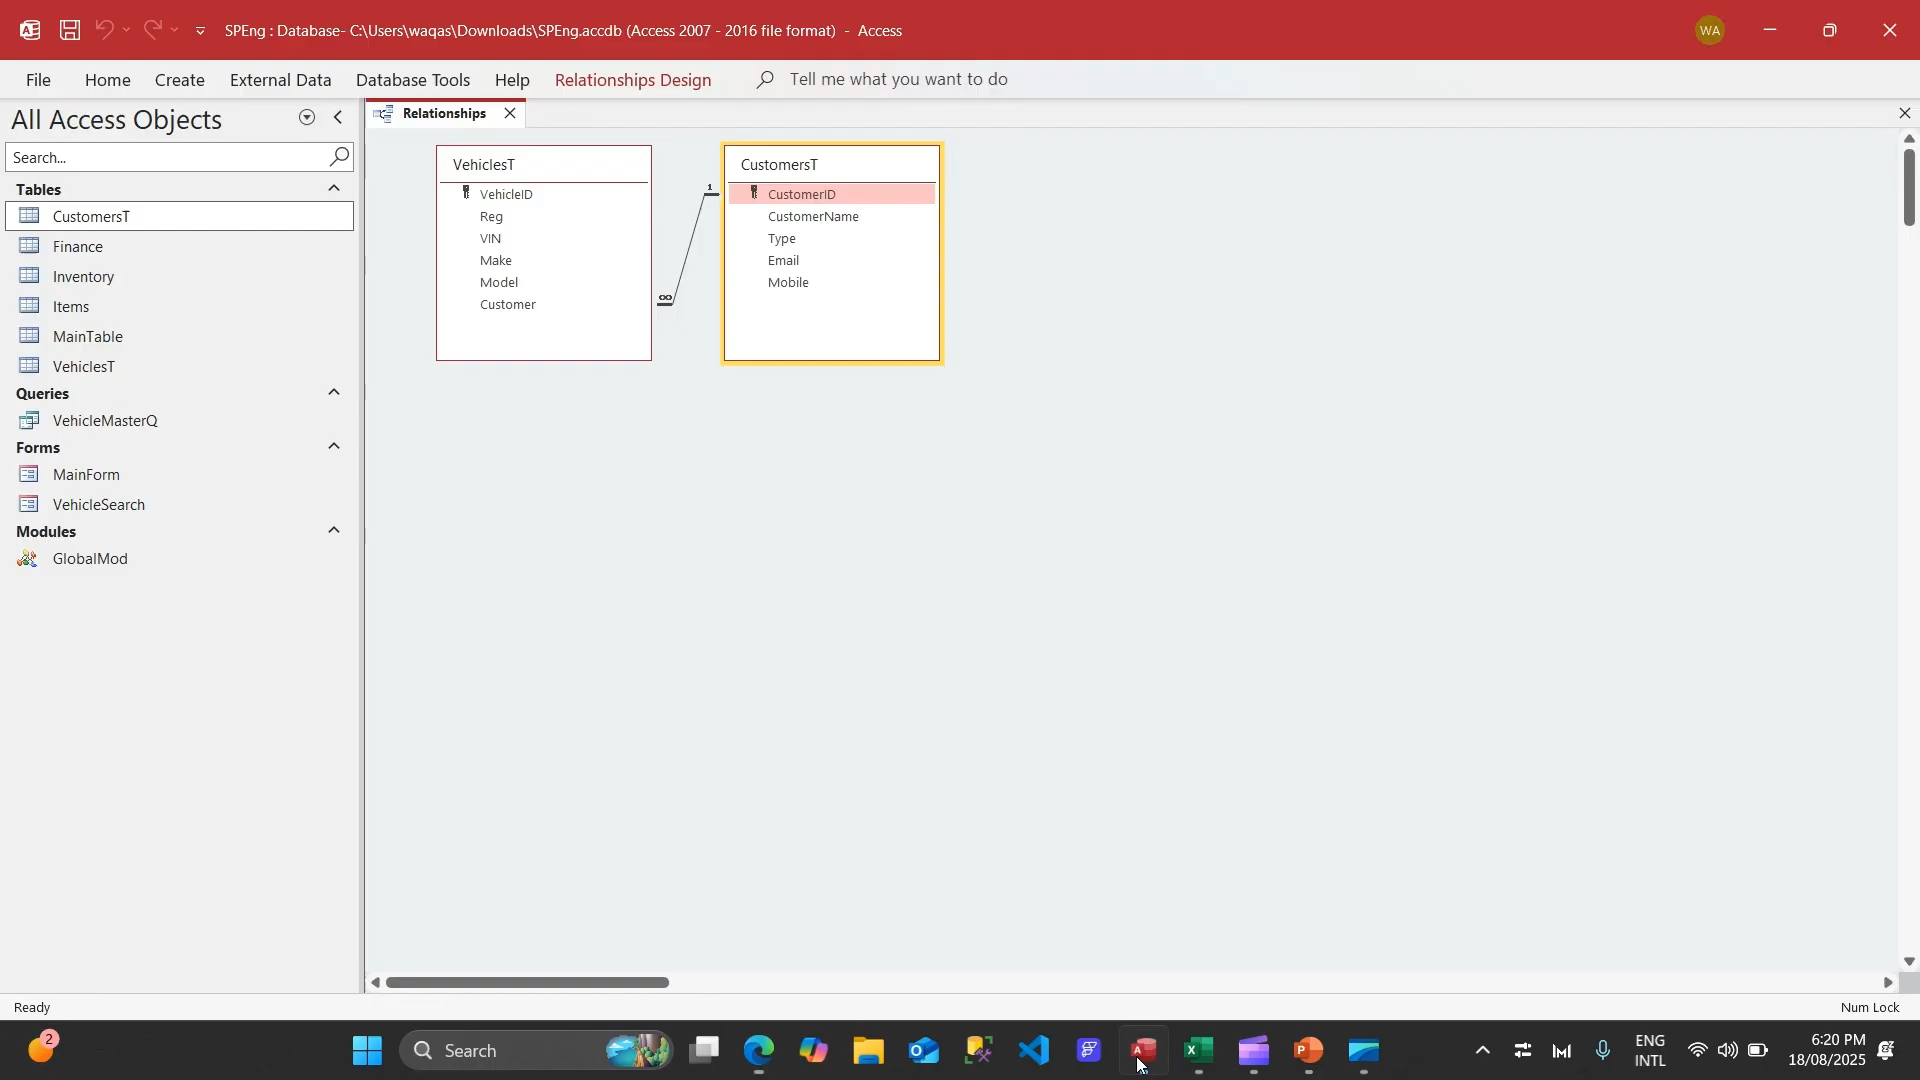 SPEng : Database- C:\Users\waqas\Downloads\SPEng.accdb (Access 2007 - 2016 file format) - Access
WA
File Home Create External Data Database Tools Help Relationships Design Tell me what you want to do
All Access Objects
Search...
Tables
CustomersT
Finance
Inventory
Items
MainTable
VehiclesT
Queries
VehicleMasterQ
Forms
MainForm
VehicleSearch
Modules
GlobalMod
Relationships
VehiclesT
VehicleID
Reg
VIN
Make
Model
Customer
∞
1
CustomersT
CustomerID
CustomerName
Type
Email
Mobile
Ready
Num Lock
2
Search
ENG
INTL
6:20 PM
18/08/2025